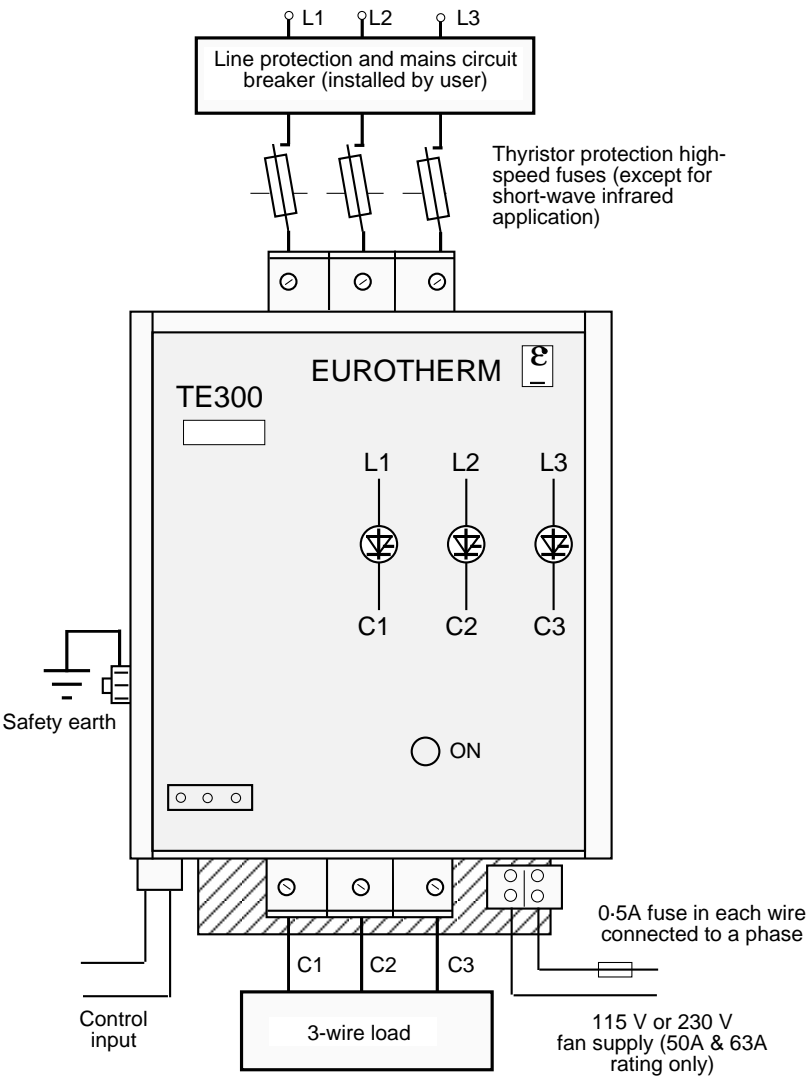 L1 L2 L3
Line protection and mains circuit
breaker (installed by user)
Thyristor protection high-
speed fuses (except for
short-wave infrared
application)
EUROTHERM ε
TE300
L1 L2 L3
C1 C2 C3
Safety earth
ON
0·5A fuse in each wire
connected to a phase
C1 C2 C3
Control
input
3-wire load
115 V or 230 V
fan supply (50A & 63A
rating only)